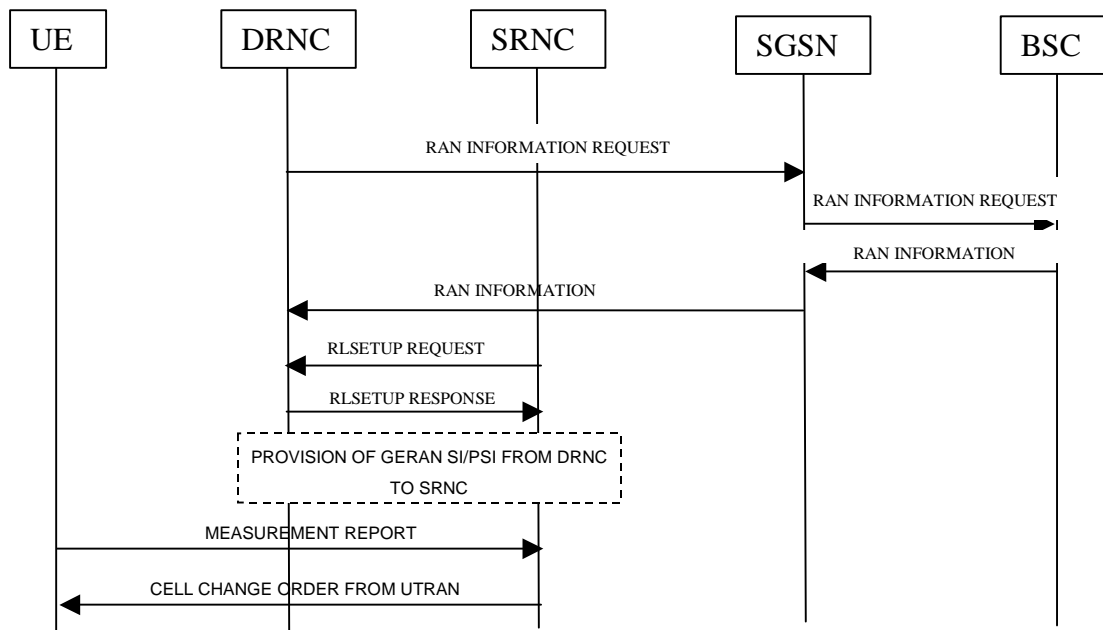 UE
DRNC
SRNC
SGSN
BSC
RAN INFORMATION REQUEST
RAN INFORMATION REQUEST
RAN INFORMATION
RAN INFORMATION
RLSETUP REQUEST
RLSETUP RESPONSE
PROVISION OF GERAN SI/PSI FROM DRNC
TO SRNC
MEASUREMENT REPORT
CELL CHANGE ORDER FROM UTRAN